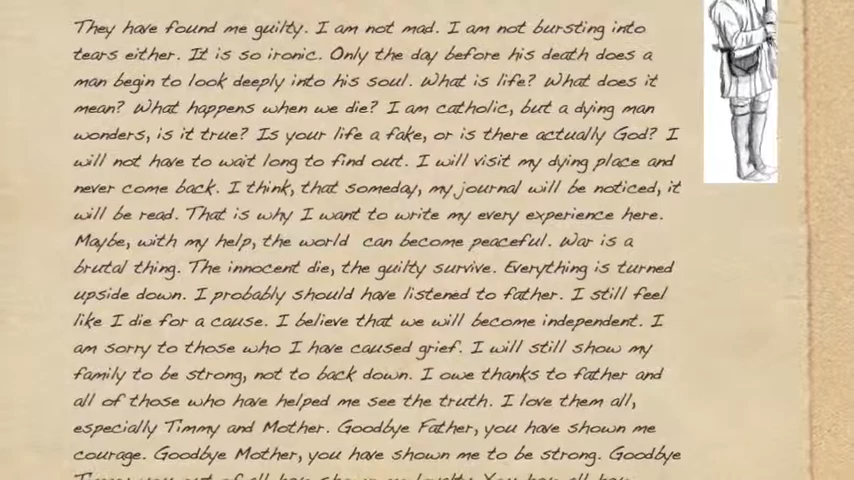 They have found me guilty. I am not mad. I am not bursting into
tears either. It is so ironic. Only the day before his death does a
man begin to look deeply into his soul. What is life? What does it
mean? What happens when we die? I am catholic, but a dying man
wonders, is it true? Is your life a fake, or is there actually God? I
will not have to wait long to find out. I will visit my dying place and
never come back. I think, that someday, my journal will be noticed, it
will be read. That is why I want to write my every experience here.
Maybe, with my help, the world can become peaceful. War is a
brutal thing. The innocent die, the guilty survive. Everything is turned
upside down. I probably should have listened to father. I still feel
like I die for a cause. I believe that we will become independent. I
am sorry to those who I have caused grief. I will still show my
family to be strong, not to back down. I owe thanks to father and
all of those who have helped me see the truth. I love them all,
especially Timmy and Mother. Goodbye Father, you have shown me
courage. Goodbye Mother, you have shown me to be strong. Goodbye